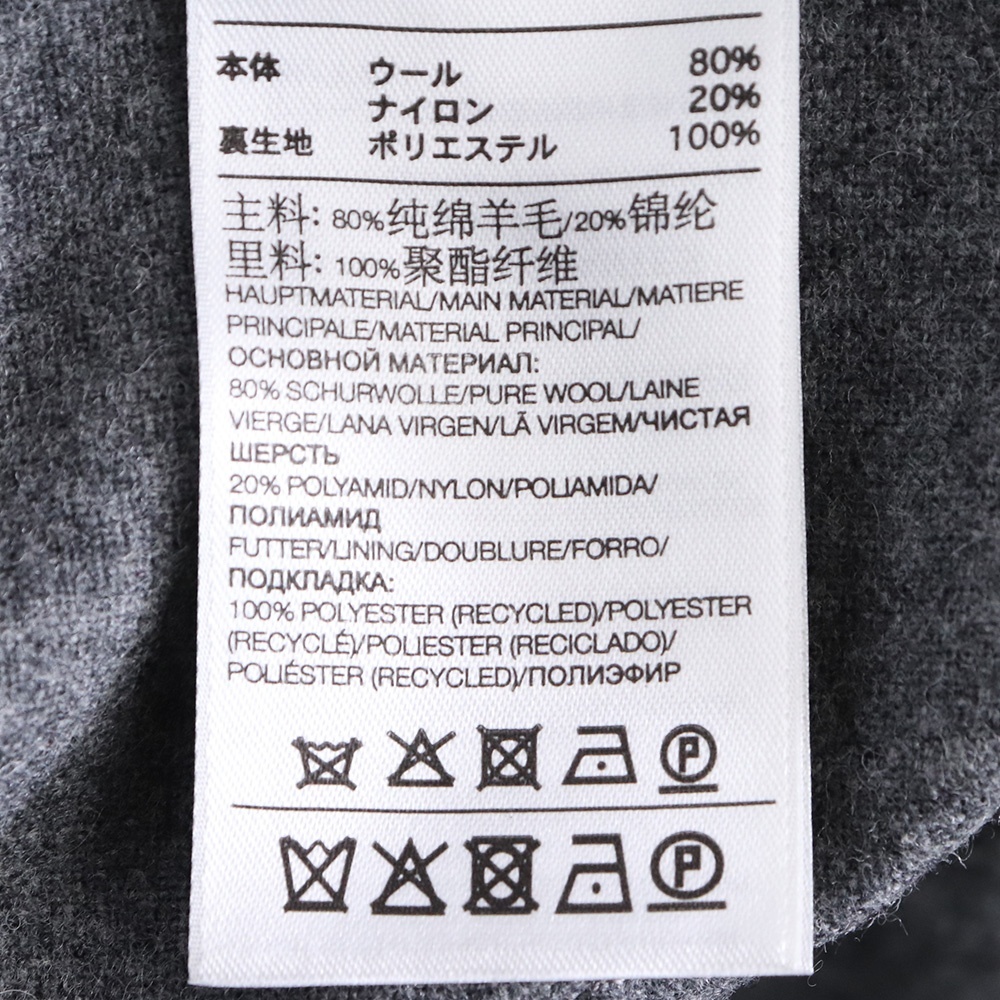 本体 ウール 80%
ナイロン 20%
裏生地 ポリエステル 100%
主料: 80%纯绵羊毛/20%锦纶
里料: 100%聚酯纤维
HAUPTMATERIAL/MAIN MATERIAL/MATIERE
PRINCIPALE/MATERIAL PRINCIPAL/
ОСНОВНОЙ МАТЕРИАЛ:
80% SCHURWOLLE/PURE WOOL/LAINE
VIERGE/LANA VIRGEN/LÃ VIRGEM/ЧИСТАЯ
ШЕРСТЬ
20% POLYAMID/NYLON/POLIAMIDA/
ПОЛИАМИД
FUTTER/LINING/DOUBLURE/FORRO/
ПОДКЛАДКА:
100% POLYESTER (RECYCLED)/POLYESTER
(RECYCLÉ)/POLIESTER (RECICLADO)/
POLIÉSTER (RECYCLED)/ПОЛИЭФИР
P
P